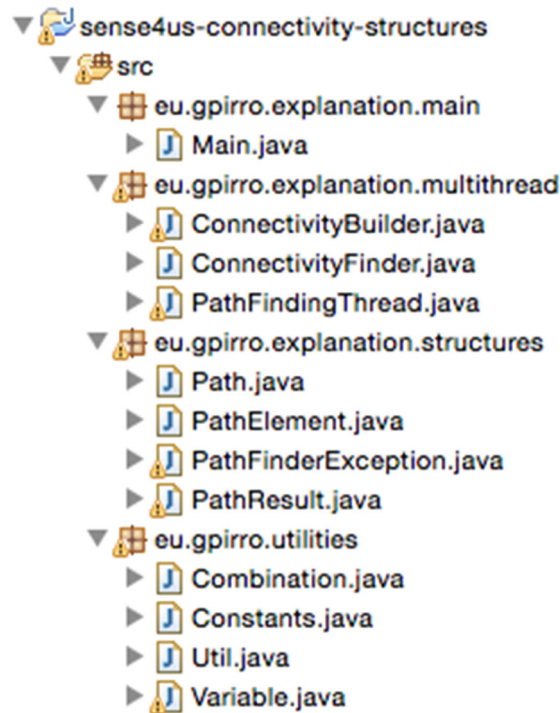 sense4us-connectivity-structures
src
eu.gpirro.explanation.main
Main.java
eu.gpirro.explanation.multithread
ConnectivityBuilder.java
ConnectivityFinder.java
PathFindingThread.java
eu.gpirro.explanation.structures
Path.java
PathElement.java
PathFinderException.java
PathResult.java
eu.gpirro.utilities
Combination.java
Constants.java
Util.java
Variable.java